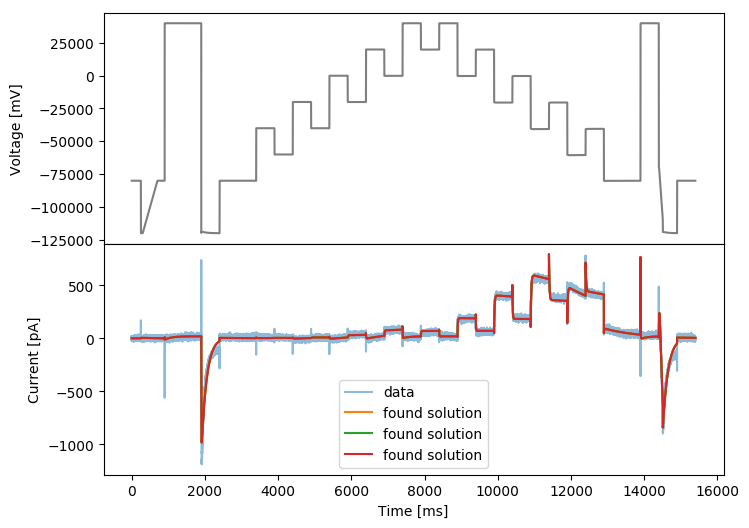 25000
0
−25000
−50000
−75000
−100000
−125000
Voltage [mV]
500
0
−500
−1000
Current [pA]
data
found solution
found solution
found solution
0 2000 4000 6000 8000 10000 12000 14000 16000
Time [ms]